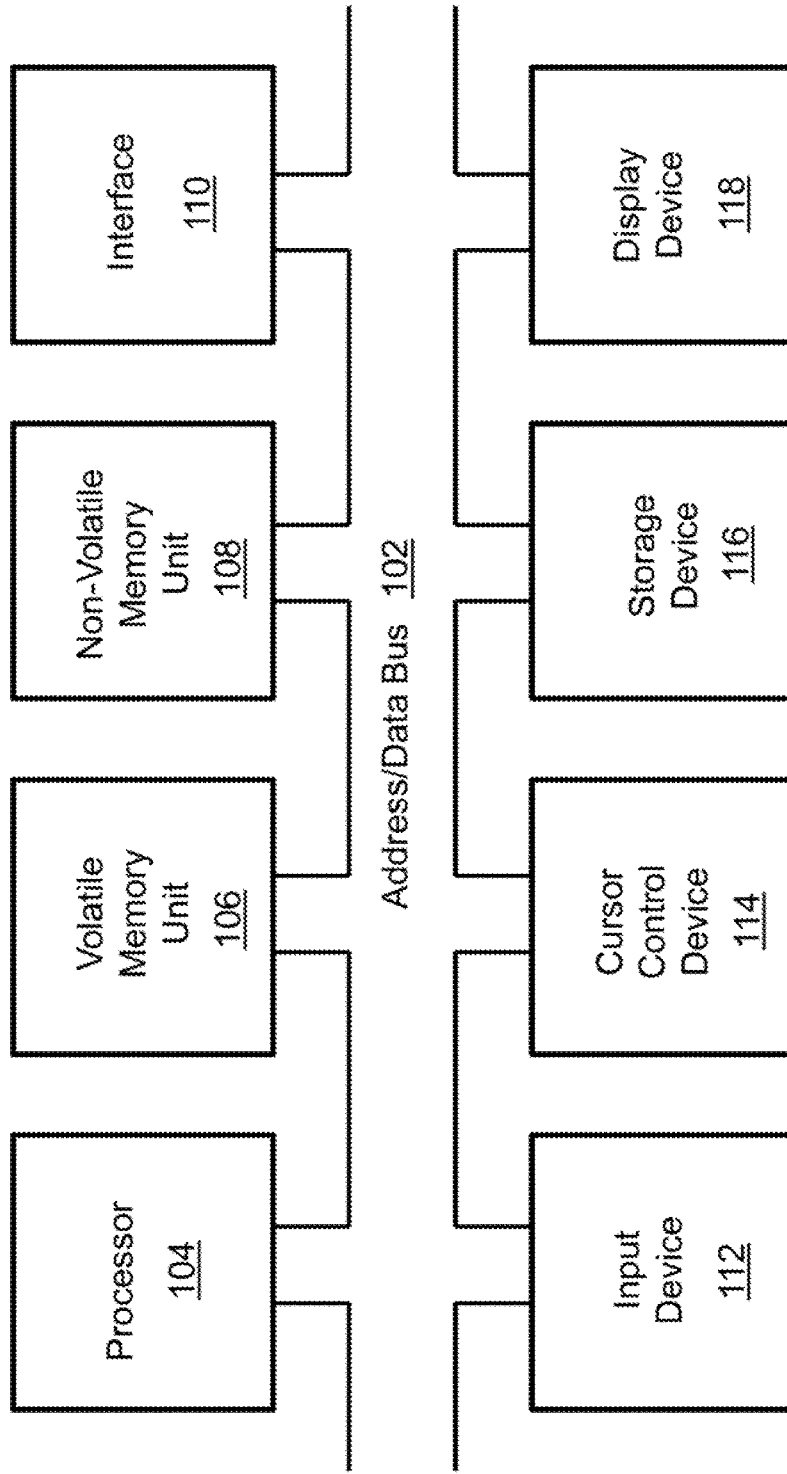 Processor
104
Volatile
Memory
Unit
106
Non-Volatile
Memory
Unit
108
Interface
110
Address/Data Bus 102
Input
Device
112
Cursor
Control
Device
114
Storage
Device
116
Display
Device
118